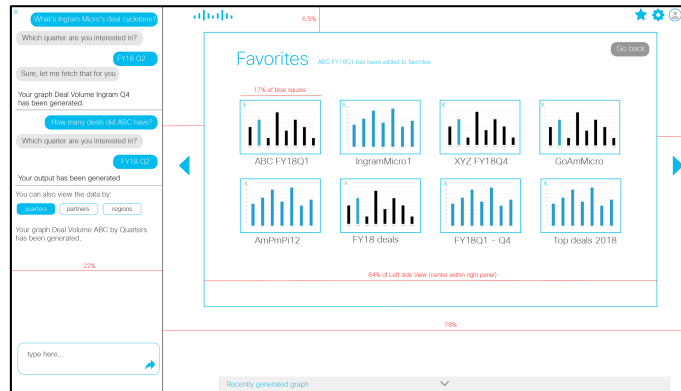 X
What's Ingram Micro's deal cycletime?
Which quarter are you interested in?
FY18 Q2
Sure, let me fetch that for you
Your graph Deal Volume Ingram Q4
has been generated.
How many deals did ABC have?
Which quarter are you interested in?
FY18 Q2
Your output has been generated
You can also view the data by:
quarters partners regions
Your graph Deal Volume ABC by Quarters
has been generated.
22%
type here...
6.5%
Go back
Favorites ABC FY18Q1 has been added to favorites
17% of blue square
X X X X
ABC FY18Q1 IngramMicro1 XYZ FY18Q4 GoAmMicro
X X X X
AmPmPi12 FY18 deals FY18Q1 - Q4 Top deals 2018
84% of Left side View (center within right panel)
78%
Recently generated graph